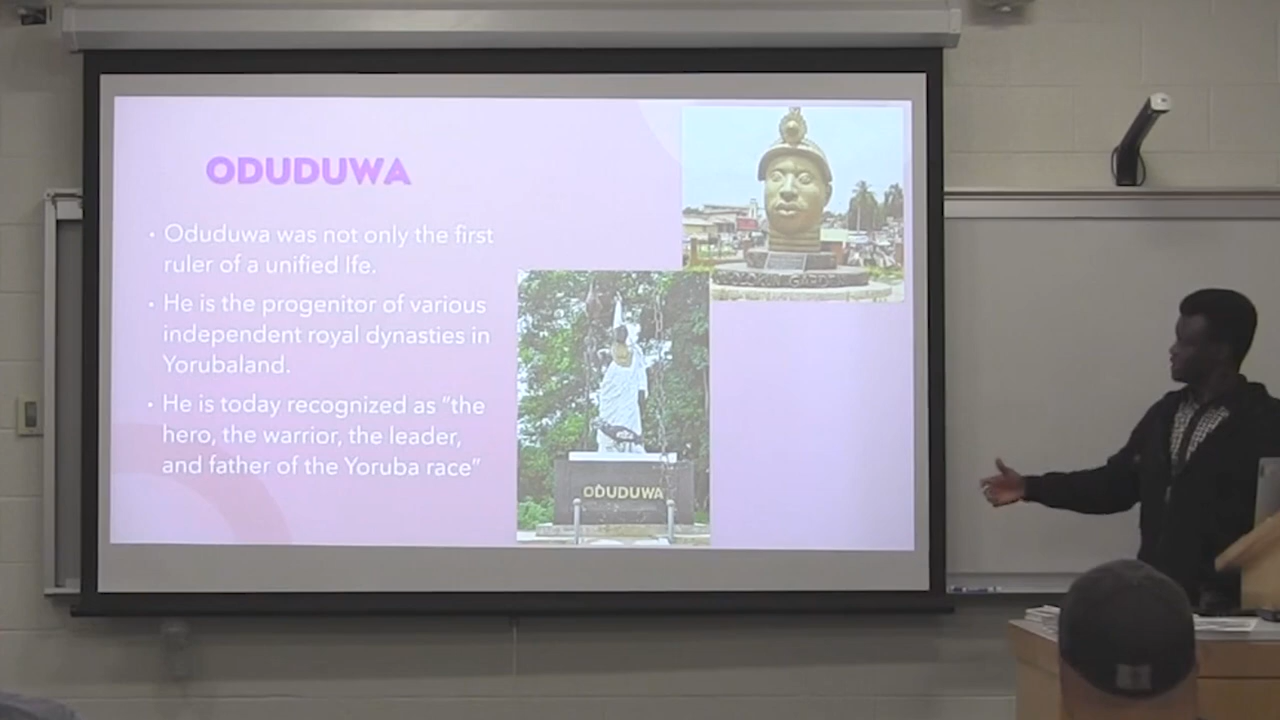 ODUDUWA
• Oduduwa was not only the first
ruler of a unified Ife.
• He is the progenitor of various
independent royal dynasties in
Yorubaland.
• He is today recognized as “the
hero, the warrior, the leader,
and father of the Yoruba race”
ODUDUWA